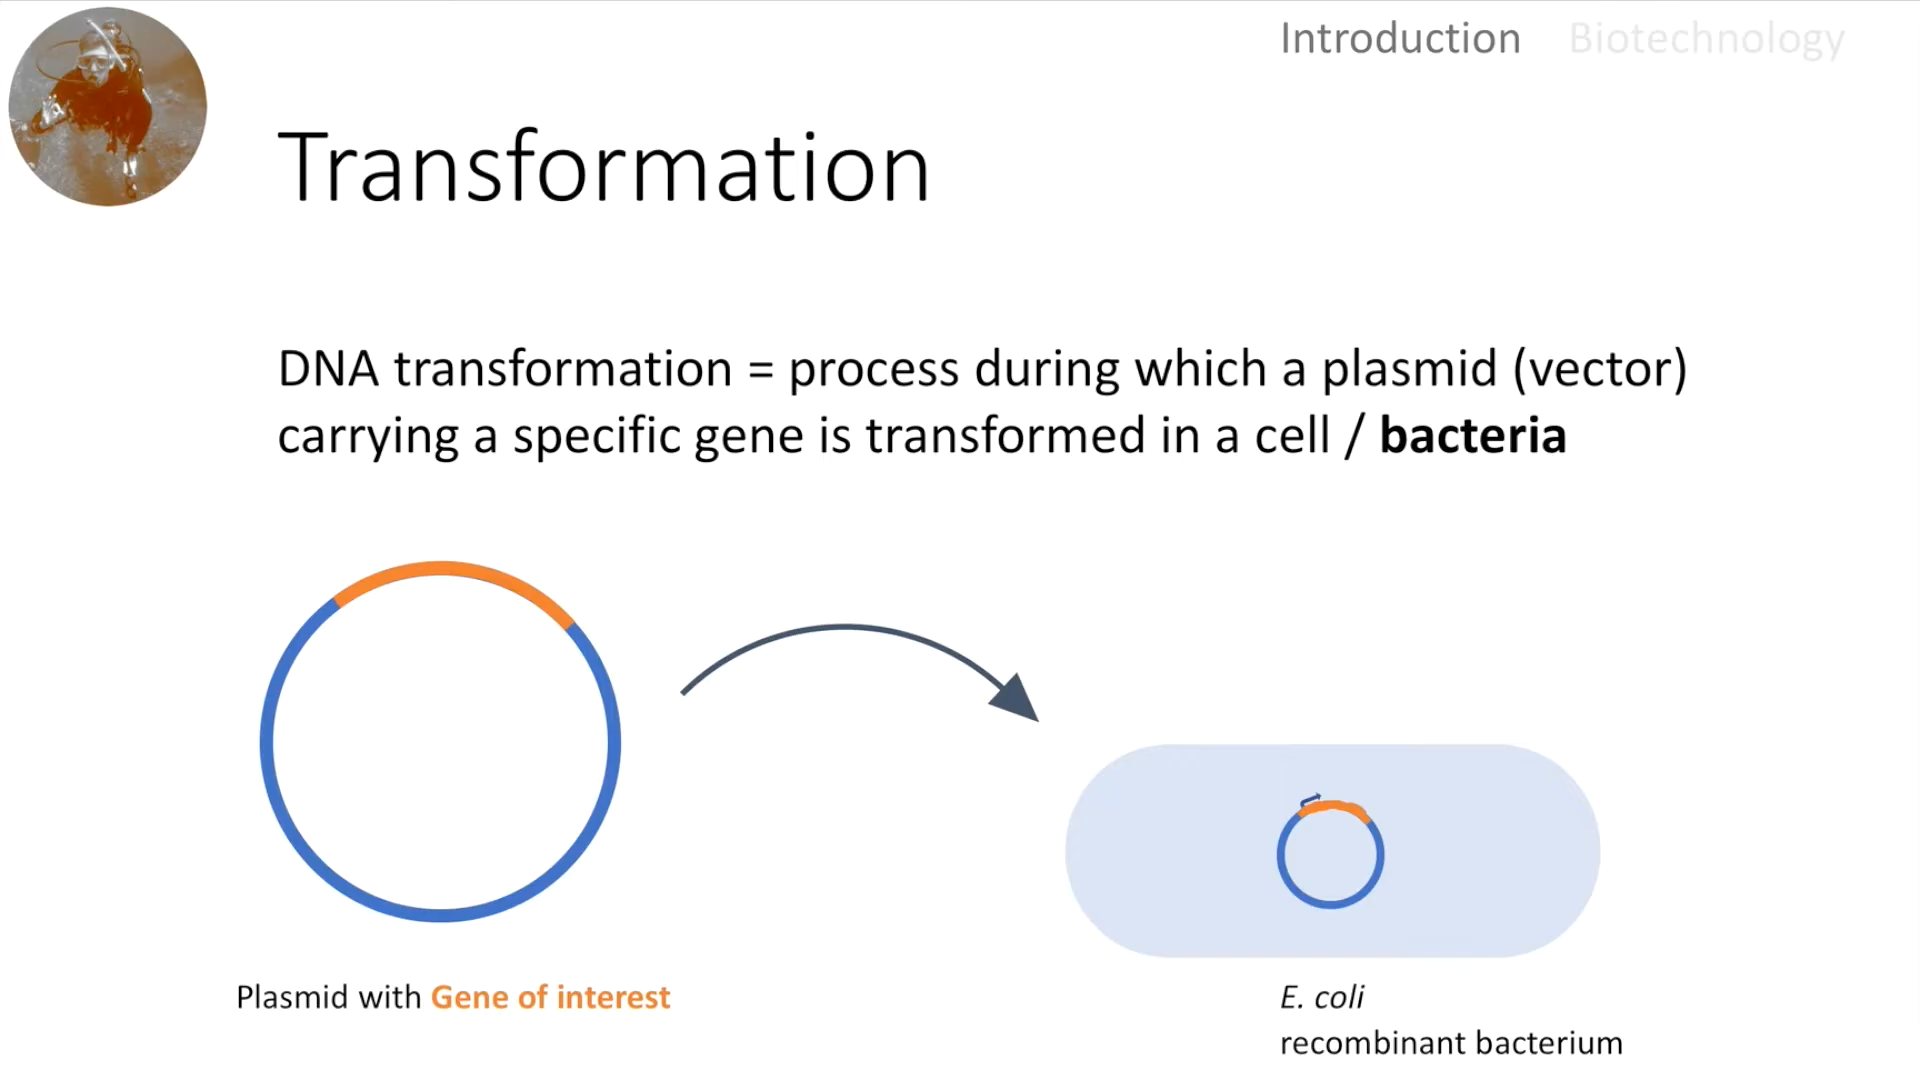 Introduction Biotechnology
Transformation
DNA transformation = process during which a plasmid (vector)
carrying a specific gene is transformed in a cell / bacteria
Plasmid with Gene of interest
E. coli
recombinant bacterium